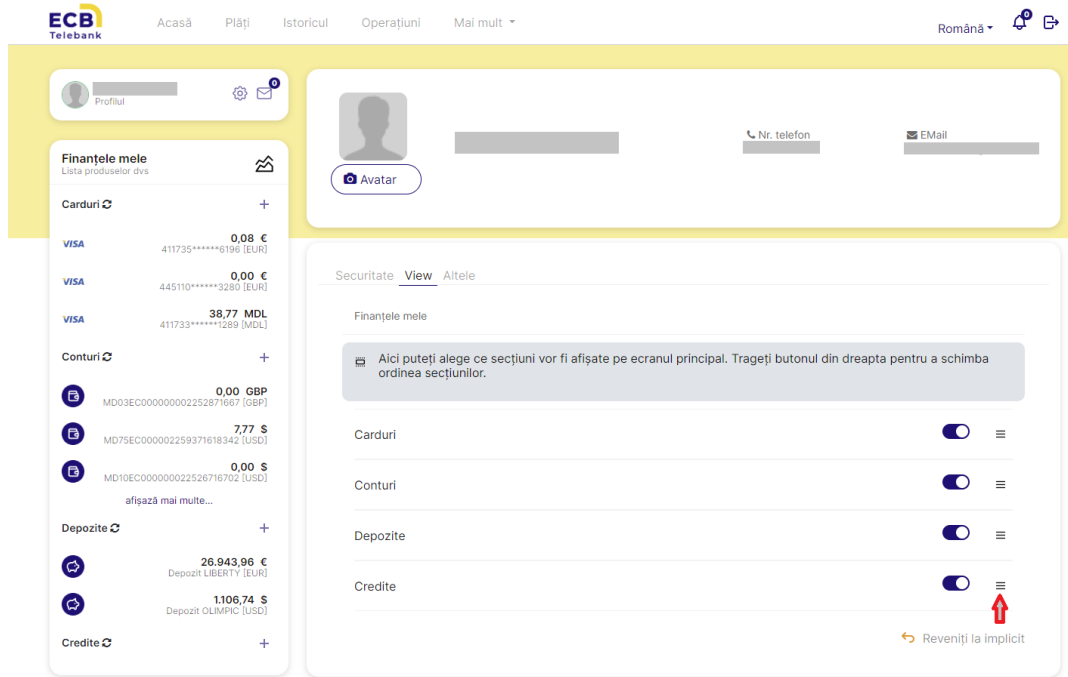 ECB
Telebank
Acasă
Plăți
Istoricul
Operațiuni
Mai mult
Română
0
Profilul
0
Finanțele mele
Lista produselor dvs
Carduri
VISA
0,08 €
411735******6196 [EUR]
VISA
0,00 €
445110******3280 [EUR]
VISA
38,77 MDL
411733******1289 [MDL]
Conturi
0,00 GBP
MD03EC000000002252871667 [GBP]
7,77 $
MD75EC000002259371618342 [USD]
0,00 $
MD10EC000000022526716702 [USD]
afișază mai multe...
Depozite
26.943,96 €
Depozit LIBERTY [EUR]
1.106,74 $
Depozit OLIMPIC [USD]
Credite
Avatar
Nr. telefon
EMail
Securitate
View
Altele
Finanțele mele
Aici puteți alege ce secțiuni vor fi afișate pe ecranul principal. Trageți butonul din dreapta pentru a schimba
ordinea secțiunilor.
Carduri
Conturi
Depozite
Credite
Reveniți la implicit